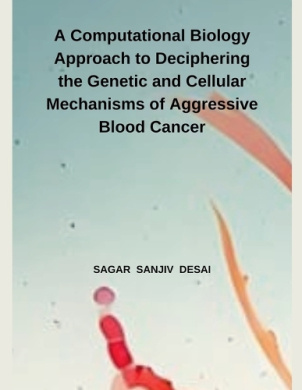 A Computational Biology
Approach to Deciphering
the Genetic and Cellular
Mechanisms of Aggressive
Blood Cancer
SAGAR SANJIV DESAI